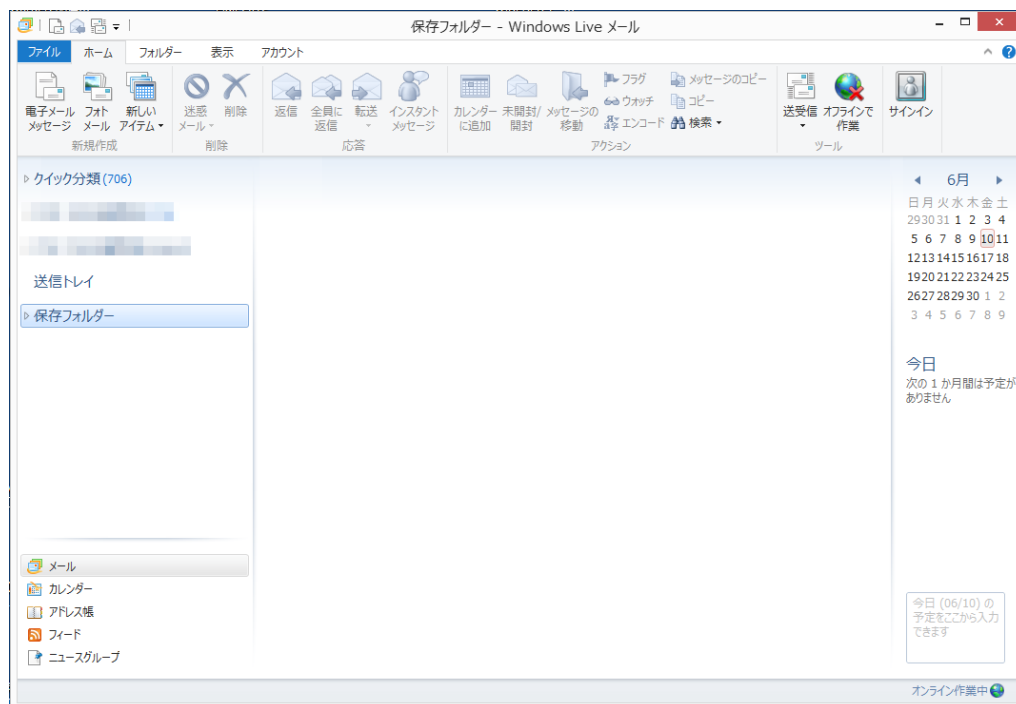 保存フォルダー - Windows Live メール
ファイル ホーム フォルダー 表示 アカウント
電子メール メッセージ
フォト メール
新しい アイテム
新規作成
迷惑 メール
削除
削除
返信
全員に 返信
転送
インスタント メッセージ
応答
カレンダー に追加
未開封/ 開封
メッセージの 移動
フラグ
ウォッチ
エンコード
メッセージのコピー
コピー
検索
アクション
送受信
オフラインで 作業
ツール
サインイン
クイック分類 (706)
送信トレイ
保存フォルダー
メール
カレンダー
アドレス帳
フィード
ニュースグループ
6月
日 月 火 水 木 金 土
29 30 31 1 2 3 4
5 6 7 8 9 10 11
12 13 14 15 16 17 18
19 20 21 22 23 24 25
26 27 28 29 30 1 2
3 4 5 6 7 8 9
今日
次の 1 か月間は予定が
ありません
今日 (06/10) の
予定をここから入力
できます
オンライン作業中